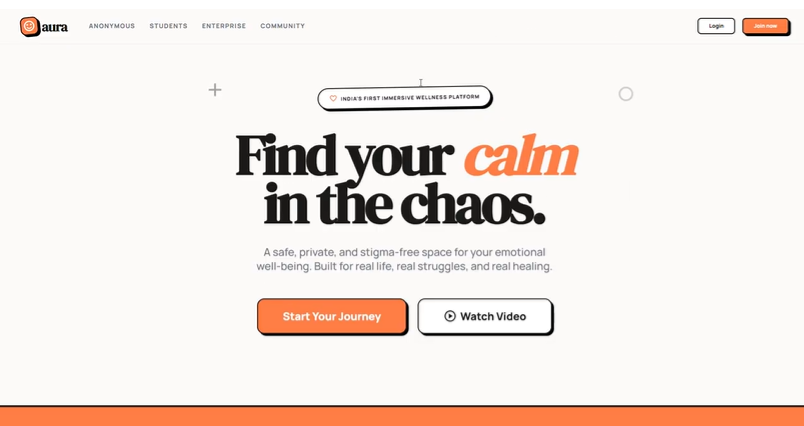 aura
ANONYMOUS
STUDENTS
ENTERPRISE
COMMUNITY
Login
Join now
INDIA'S FIRST IMMERSIVE WELLNESS PLATFORM
Find your calm
in the chaos.
A safe, private, and stigma-free space for your emotional
well-being. Built for real life, real struggles, and real healing.
Start Your Journey
Watch Video